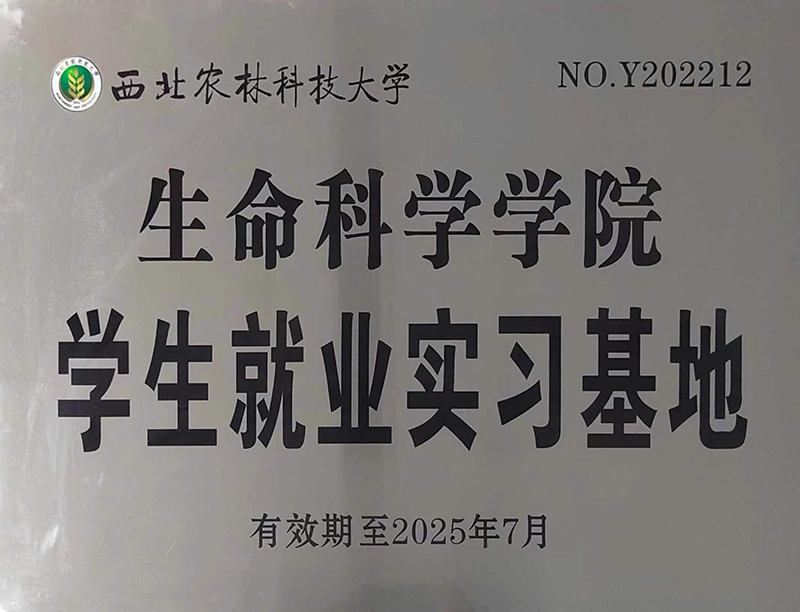 西北农林科技大学 NO.Y202212
生命科学学院
学生就业实习基地
有效期至2025年7月